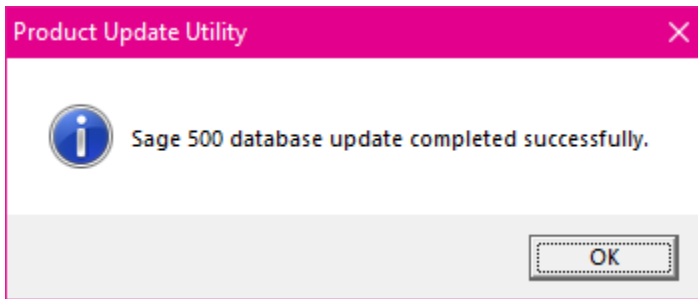 Product Update Utility
Sage 500 database update completed successfully.
OK